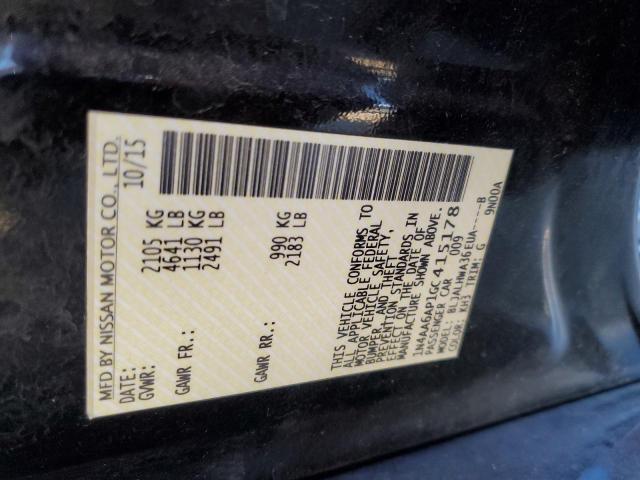 MFD BY NISSAN MOTOR CO., LTD.
DATE: 10/15
GVWR: 2105 KG
4641 LB
GAWR FR.: 1130 KG
2491 LB
GAWR RR.: 990 KG
2183 LB
THIS VEHICLE CONFORMS TO
ALL APPLICABLE FEDERAL
MOTOR VEHICLE SAFETY,
BUMPER, AND THEFT
PREVENTION STANDARDS IN
EFFECT ON THE DATE OF
MANUFACTURE SHOWN ABOVE.
1N4AA6AP1GC415178
PASSENGER CAR F 009
MODEL: BLJALHWA36EUA-----B
COLOR: KH3 TRIM: G 9N00A